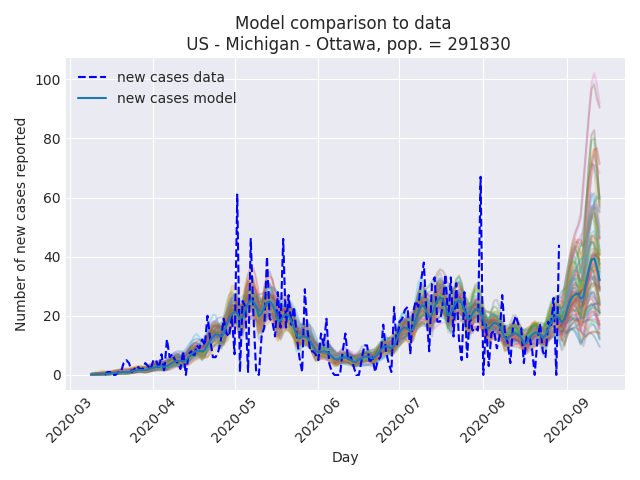 Model comparison to data
US - Michigan - Ottawa, pop. = 291830
new cases data
new cases model
Number of new cases reported
100
80
60
40
20
0
2020-03
2020-04
2020-05
2020-06
2020-07
2020-08
2020-09
Day